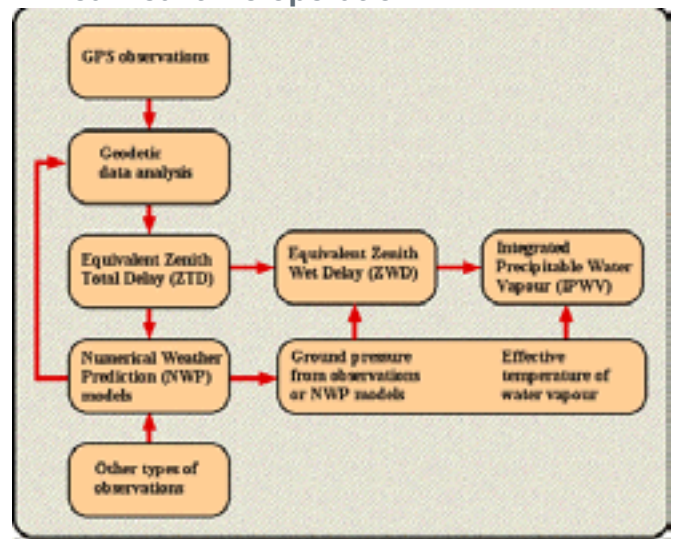 GPS observations
Geodetic
data analysis
Equivalent Zenith
Total Delay (ZTD)
Equivalent Zenith
Wet Delay (ZWD)
Integrated
Precipitable Water
Vapour (IPWV)
Numerical Weather
Prediction (NWP)
models
Ground pressure
from observations
or NWP models
Effective
temperature of
water vapour
Other types of
observations